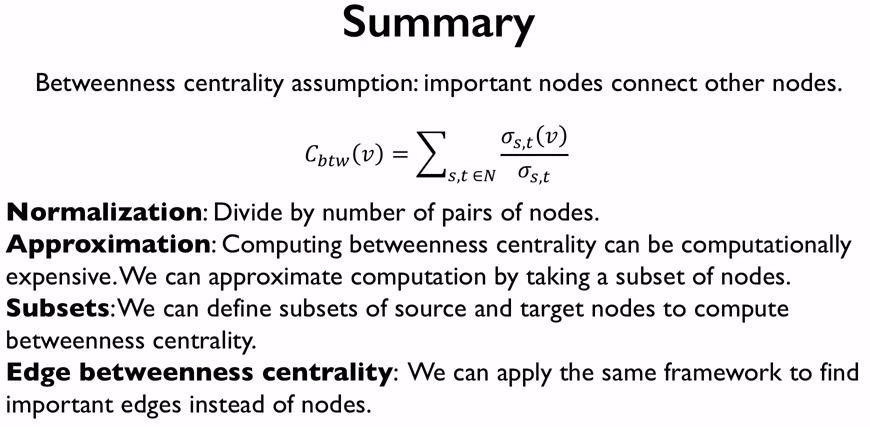 Summary
Betweenness centrality assumption: important nodes connect other nodes.
C_btw(v) = ∑_{s,t ∈N} σ_{s,t}(v) / σ_{s,t}
Normalization: Divide by number of pairs of nodes.
Approximation: Computing betweenness centrality can be computationally
expensive. We can approximate computation by taking a subset of nodes.
Subsets: We can define subsets of source and target nodes to compute
betweenness centrality.
Edge betweenness centrality: We can apply the same framework to find
important edges instead of nodes.